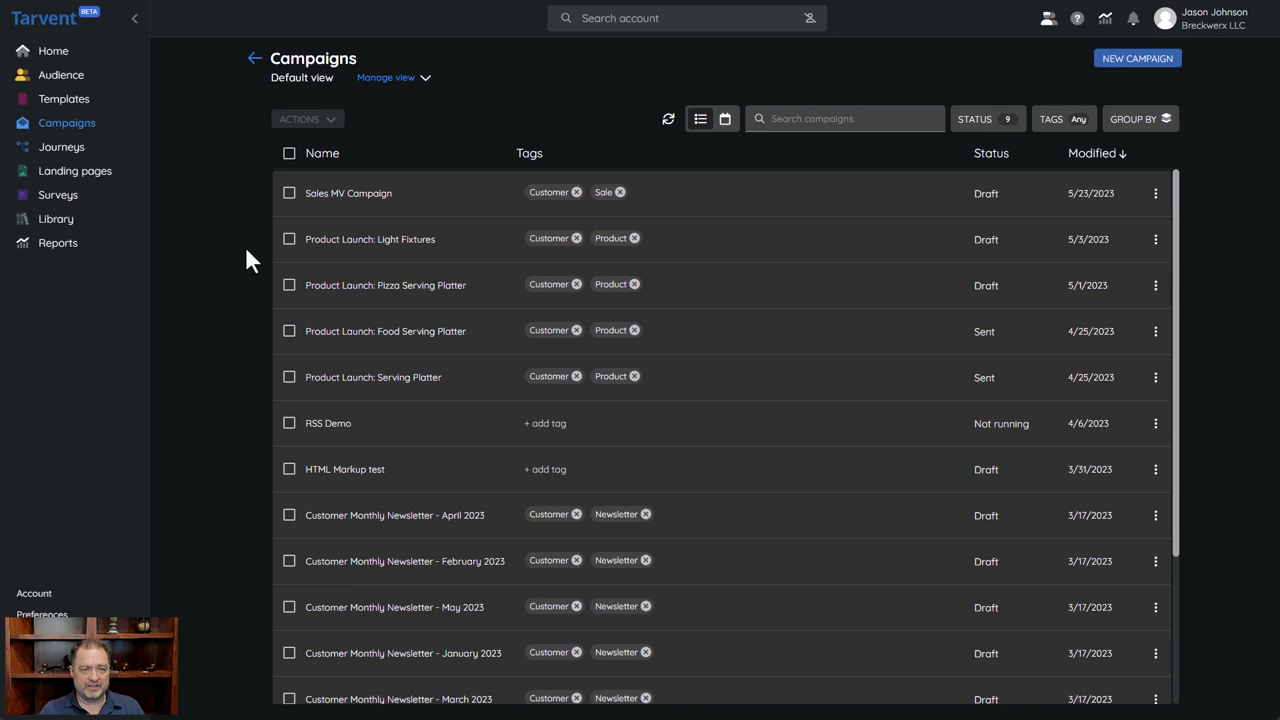 Tarvent BETA
Search account
Jason Johnson
Breckwerx LLC
Home
Audience
Templates
Campaigns
Journeys
Landing pages
Surveys
Library
Reports
Account
Preferences
Campaigns
NEW CAMPAIGN
Default view Manage view
ACTIONS
Search campaigns
STATUS 9
TAGS Any
GROUP BY
Name Tags Status Modified
Sales MV Campaign Customer Sale Draft 5/23/2023
Product Launch: Light Fixtures Customer Product Draft 5/3/2023
Product Launch: Pizza Serving Platter Customer Product Draft 5/1/2023
Product Launch: Food Serving Platter Customer Product Sent 4/25/2023
Product Launch: Serving Platter Customer Product Sent 4/25/2023
RSS Demo + add tag Not running 4/6/2023
HTML Markup test + add tag Draft 3/31/2023
Customer Monthly Newsletter - April 2023 Customer Newsletter Draft 3/17/2023
Customer Monthly Newsletter - February 2023 Customer Newsletter Draft 3/17/2023
Customer Monthly Newsletter - May 2023 Customer Newsletter Draft 3/17/2023
Customer Monthly Newsletter - January 2023 Customer Newsletter Draft 3/17/2023
Customer Monthly Newsletter - March 2023 Customer Newsletter Draft 3/17/2023